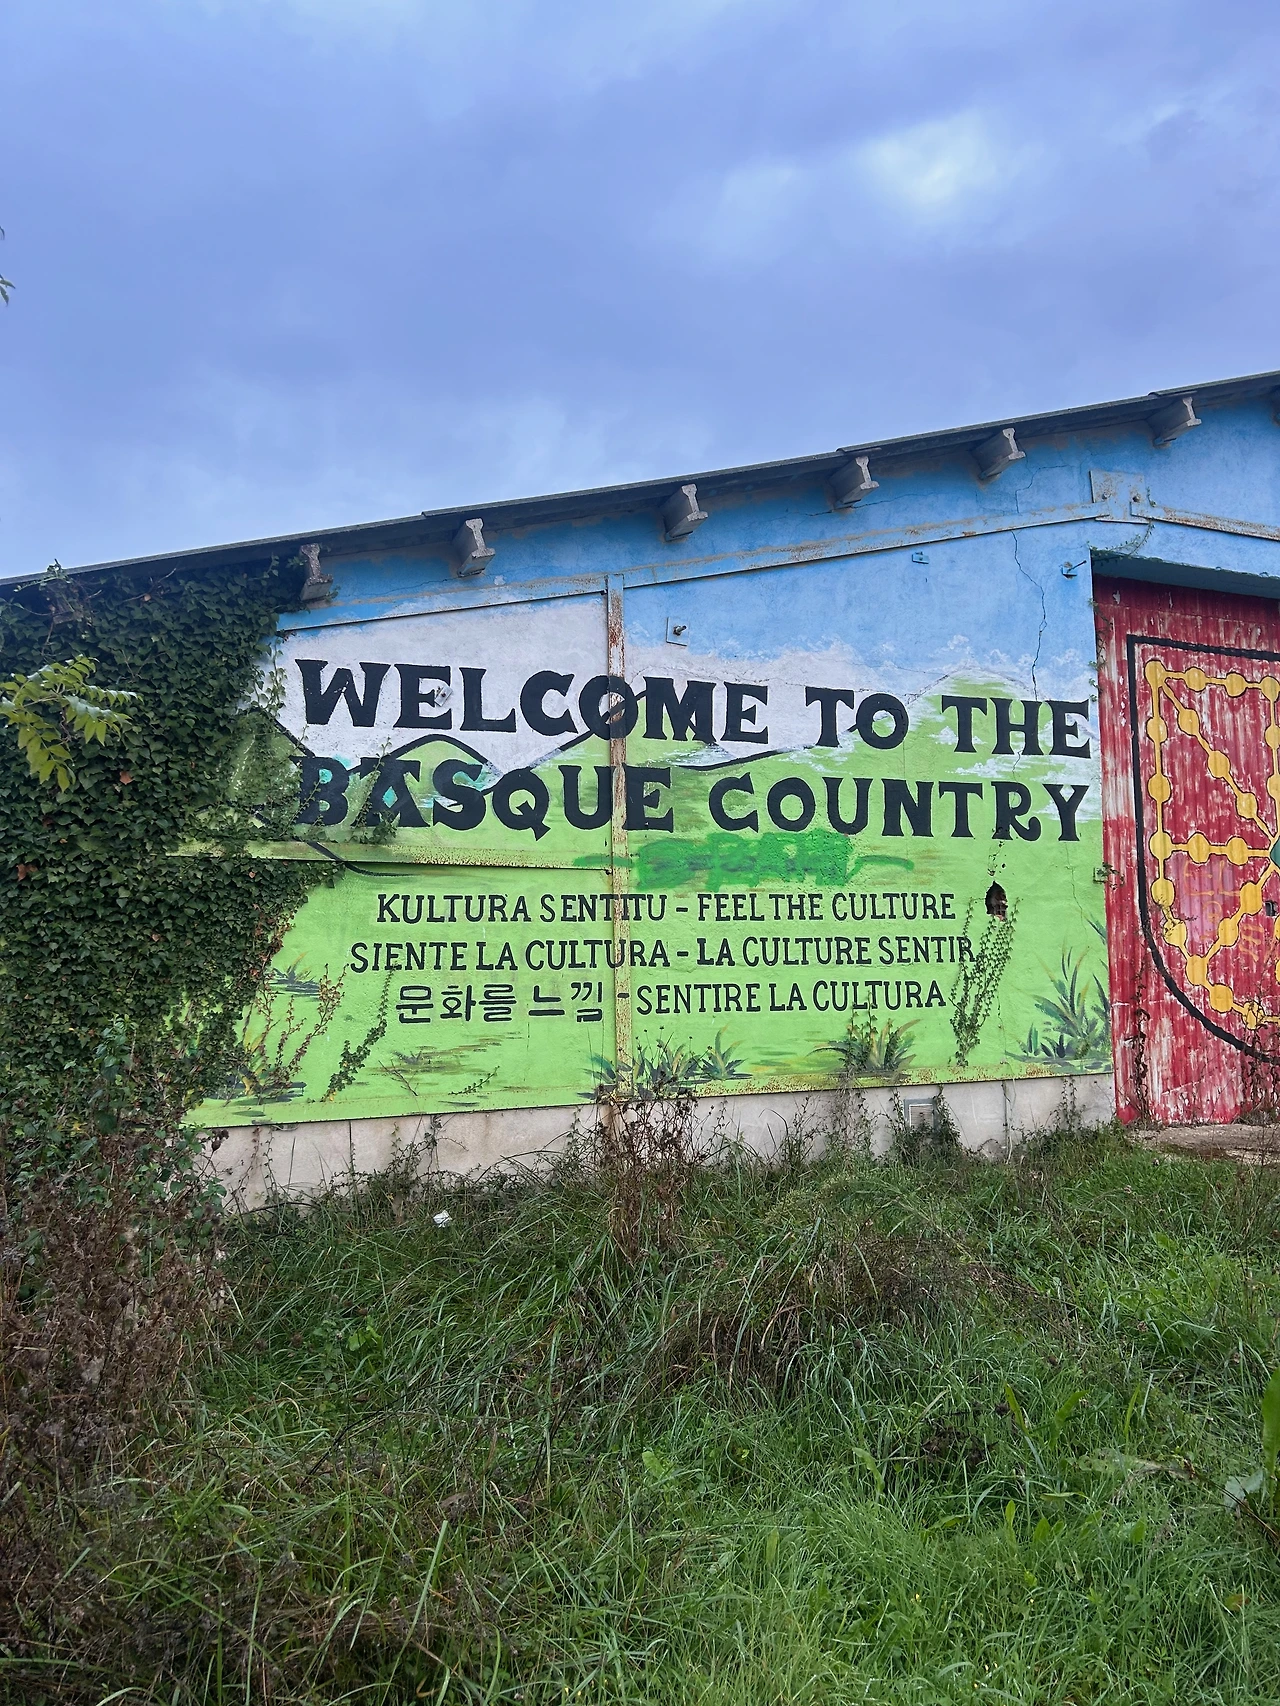 WELCOME TO THE
BASQUE COUNTRY
KULTURA SENTITU - FEEL THE CULTURE
SIENTE LA CULTURA - LA CULTURE SENTIR
문화를 느낌 - SENTIRE LA CULTURA